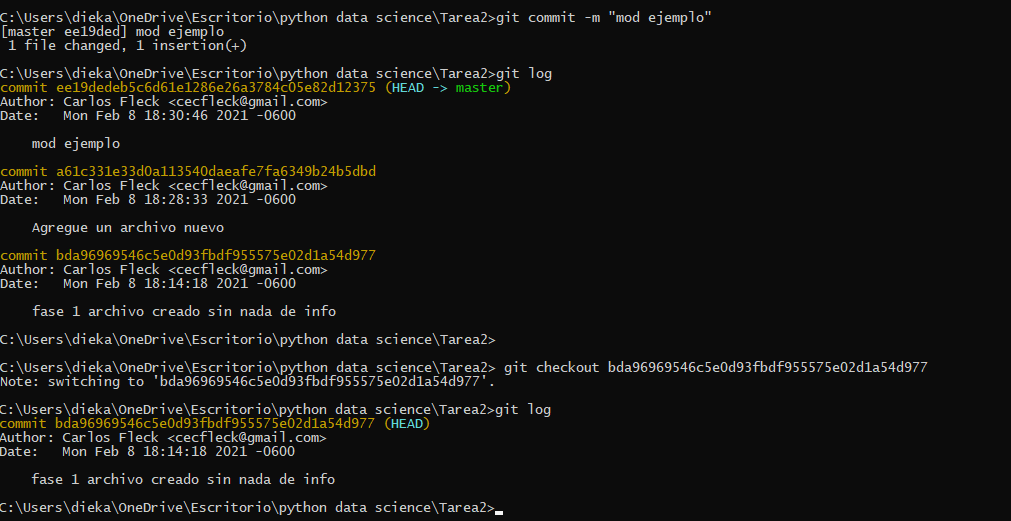 C:\Users\dieka\OneDrive\Escritorio\python data science\Tarea2>git commit -m "mod ejemplo"
[master ee19ded] mod ejemplo
 1 file changed, 1 insertion(+)
C:\Users\dieka\OneDrive\Escritorio\python data science\Tarea2>git log
commit ee19dedeb5c6d61e1286e26a3784c05e82d12375 (HEAD -> master)
Author: Carlos Fleck <cecfleck@gmail.com>
Date:   Mon Feb 8 18:30:46 2021 -0600
    mod ejemplo
commit a61c331e33d0a113540daeafe7fa6349b24b5dbd
Author: Carlos Fleck <cecfleck@gmail.com>
Date:   Mon Feb 8 18:28:33 2021 -0600
    Agregue un archivo nuevo
commit bda96969546c5e0d93fbdf955575e02d1a54d977
Author: Carlos Fleck <cecfleck@gmail.com>
Date:   Mon Feb 8 18:14:18 2021 -0600
    fase 1 archivo creado sin nada de info
C:\Users\dieka\OneDrive\Escritorio\python data science\Tarea2>
C:\Users\dieka\OneDrive\Escritorio\python data science\Tarea2> git checkout bda96969546c5e0d93fbdf955575e02d1a54d977
Note: switching to 'bda96969546c5e0d93fbdf955575e02d1a54d977'.
C:\Users\dieka\OneDrive\Escritorio\python data science\Tarea2>git log
commit bda96969546c5e0d93fbdf955575e02d1a54d977 (HEAD)
Author: Carlos Fleck <cecfleck@gmail.com>
Date:   Mon Feb 8 18:14:18 2021 -0600
    fase 1 archivo creado sin nada de info
C:\Users\dieka\OneDrive\Escritorio\python data science\Tarea2>